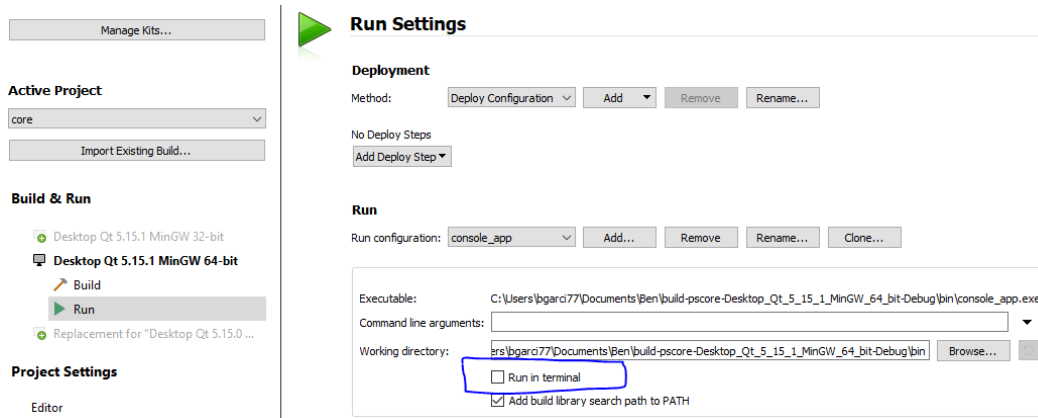 Manage Kits...
Active Project
core
Import Existing Build...
Build & Run
Desktop Qt 5.15.1 MinGW 32-bit
Desktop Qt 5.15.1 MinGW 64-bit
Build
Run
Replacement for "Desktop Qt 5.15.0 ...
Project Settings
Editor
Run Settings
Deployment
Method: Deploy Configuration Add Remove Rename...
No Deploy Steps
Add Deploy Step
Run
Run configuration: console_app Add... Remove Rename... Clone...
Executable: C:\Users\bgarci77\Documents\Ben\build-pscore-Desktop_Qt_5_15_1_MinGW_64_bit-Debug\bin\console_app.exe
Command line arguments:
Working directory: ers\bgarci77\Documents\Ben\build-pscore-Desktop_Qt_5_15_1_MinGW_64_bit-Debug\bin Browse...
Run in terminal
Add build library search path to PATH